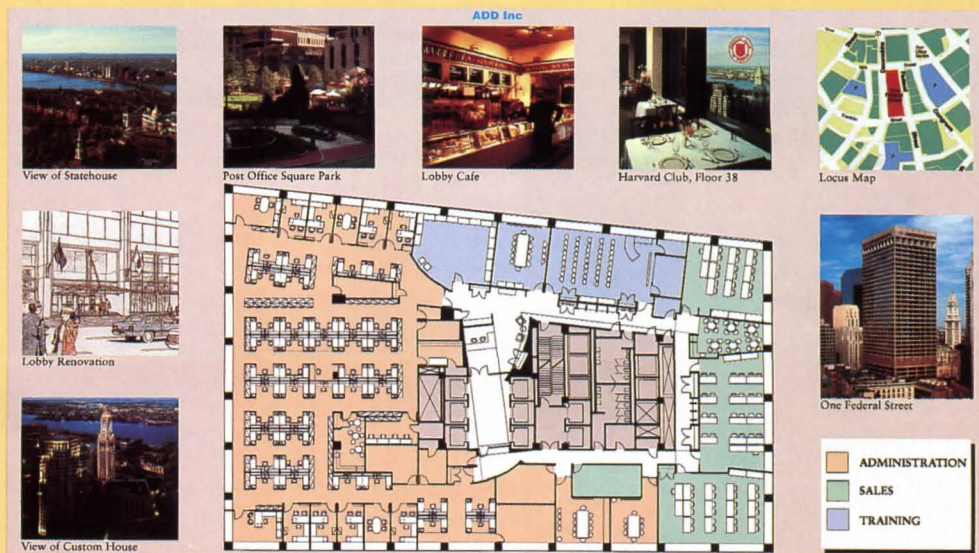 ADD Inc
View of Statehouse
Post Office Square Park
Lobby Cafe
Harvard Club, Floor 38
Locus Map
Lobby Renovation
One Federal Street
View of Custom House
ADMINISTRATION
SALES
TRAINING